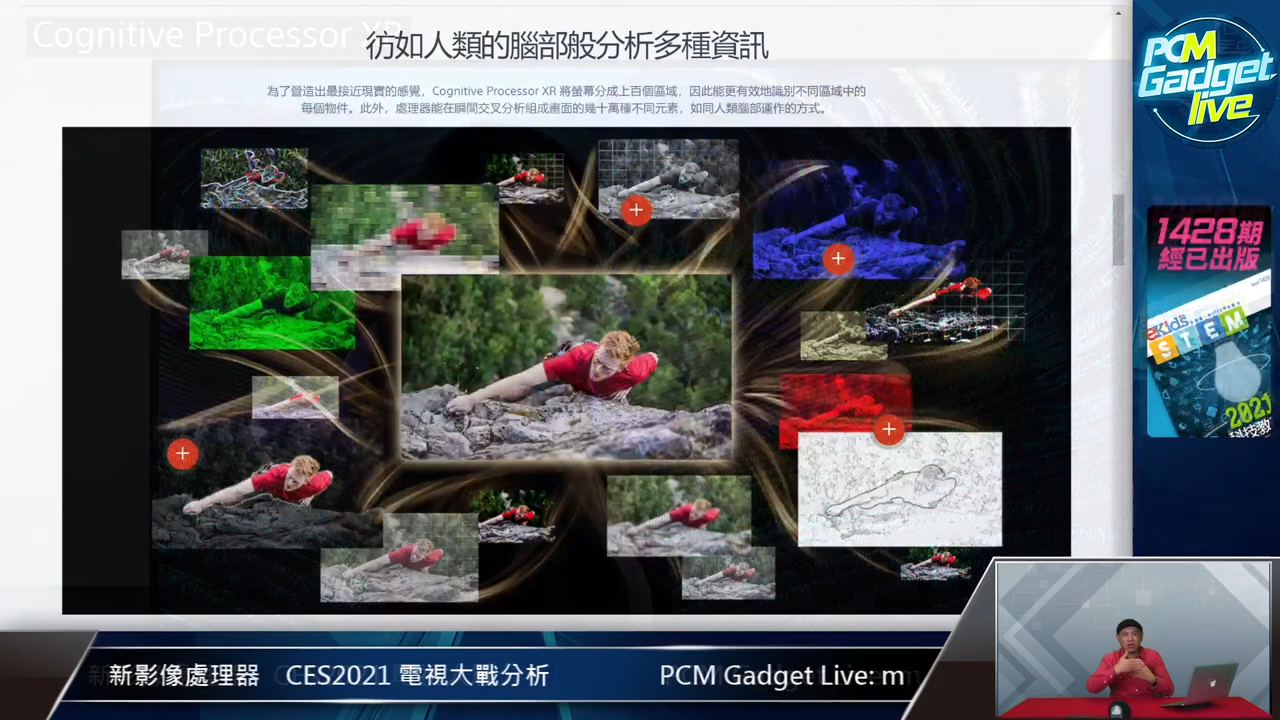 Cognitive Processor XR
彷如人類的腦部般分析多種資訊
為了營造出最接近現實的感覺，Cognitive Processor XR 將螢幕分成上百個區域，因此能更有效地識別不同區域中的
每個物件。此外，處理器能在瞬間交叉分析組成畫面的幾十萬種不同元素，如同人類腦部運作的方式。
PCM
Gadget
live
1428期
經已出版
eKids
STEM
2021
科技教
新影像處理器 CES2021 電視大戰分析 PCM Gadget Live: m